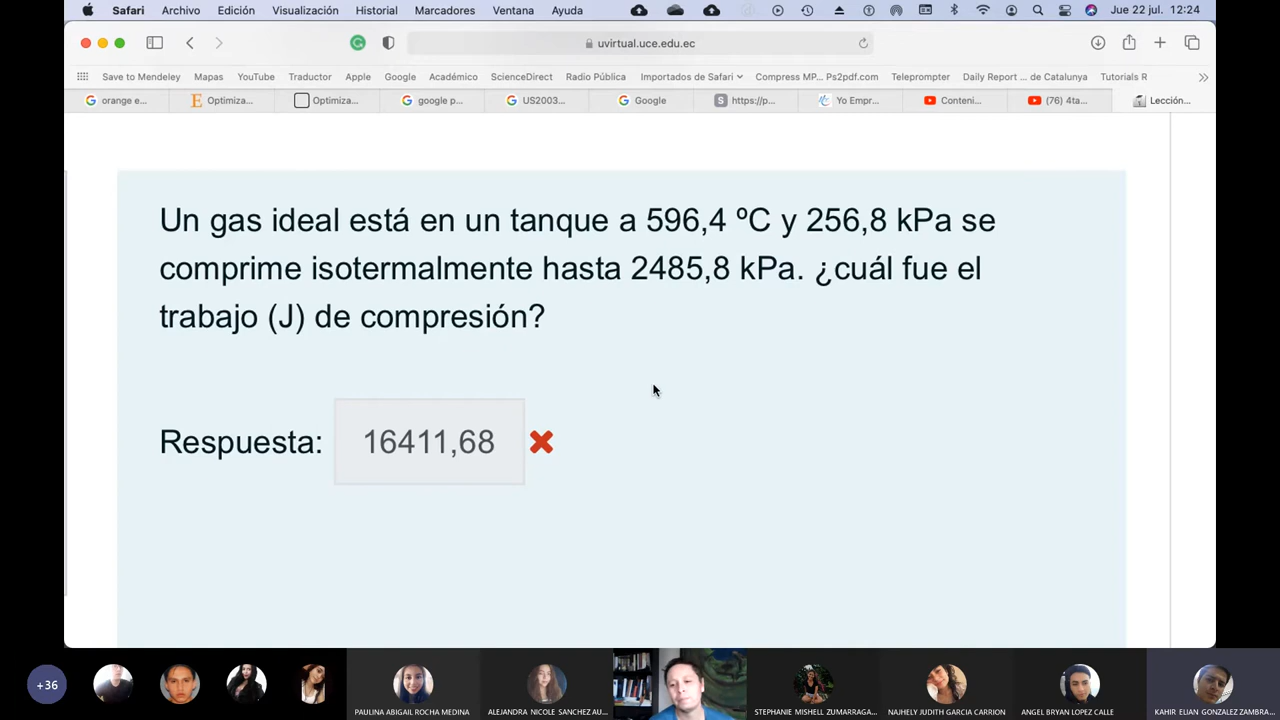 Safari Archivo Edición Visualización Historial Marcadores Ventana Ayuda Jue 22 jul. 12:24
uvirtual.uce.edu.ec
Save to Mendeley Mapas YouTube Traductor Apple Google Académico ScienceDirect Radio Pública Importados de Safari Compress MP... Ps2pdf.com Teleprompter Daily Report ... de Catalunya Tutorials R
orange e... Optimiza... Optimiza... google p... US2003... Google https://p... Yo Empr... Conteni... (76) 4ta... Lección...
Un gas ideal está en un tanque a 596,4 ºC y 256,8 kPa se
comprime isotermalmente hasta 2485,8 kPa. ¿cuál fue el
trabajo (J) de compresión?
Respuesta: 16411,68
+36
PAULINA ABIGAIL ROCHA MEDINA ALEJANDRA NICOLE SANCHEZ AU... STEPHANIE MISHELL ZUMARRAGA... NAJHELY JUDITH GARCIA CARRION ANGEL BRYAN LOPEZ CALLE KAHIR ELIAN GONZALEZ ZAMBRA...